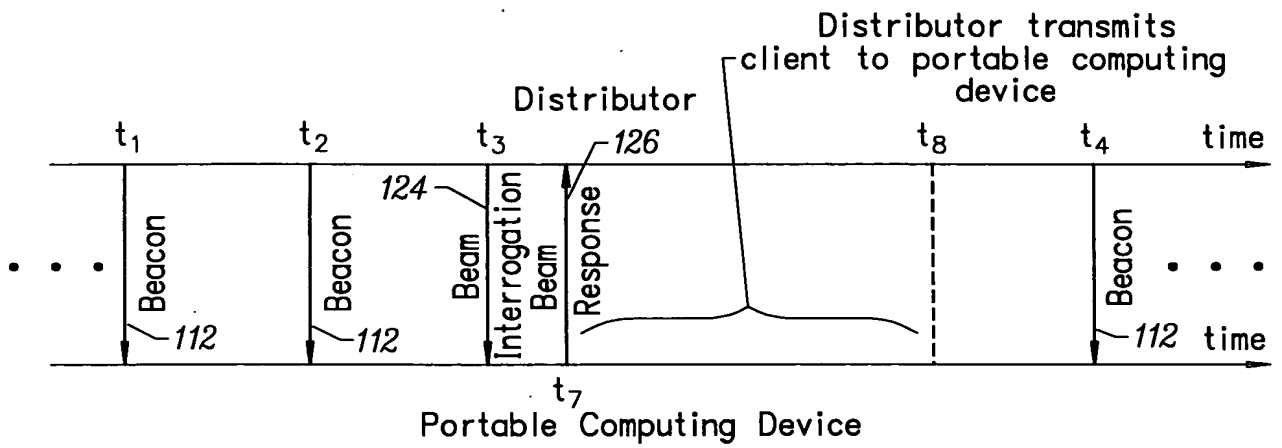 Distributor transmits
client to portable computing
device
Distributor
t1
t2
t3
126
t8
t4
time
124
Beacon
Beacon
Beam
Interrogation
Beam
Response
Beacon
112
112
112
time
t7
Portable Computing Device